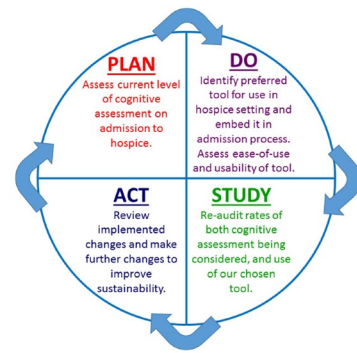 PLAN
Assess current level
of cognitive
assessment on
admission to
hospice.
DO
Identify preferred
tool for use in
hospice setting and
embed it in
admission process.
Assess ease-of-use
and usability of tool.
ACT
Review
implemented
changes and make
further changes to
improve
sustainability.
STUDY
Re-audit rates of
both cognitive
assessment being
considered, and use
of our chosen
tool.